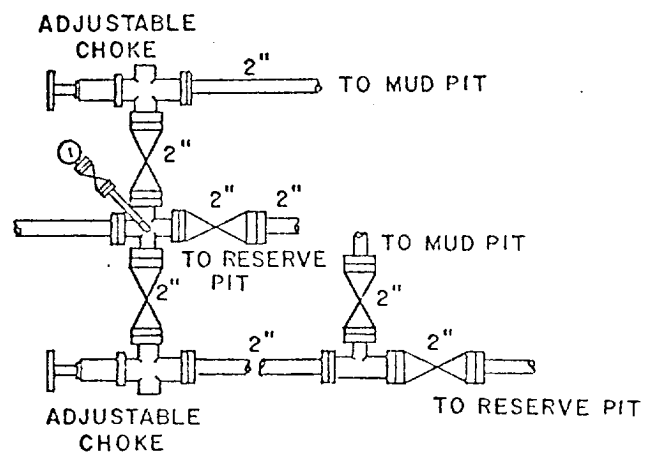 ADJUSTABLE
CHOKE
2"
TO MUD PIT
1
2"
2"
2"
TO MUD PIT
TO RESERVE
PIT
2"
2"
2"
2"
ADJUSTABLE
CHOKE
TO RESERVE PIT